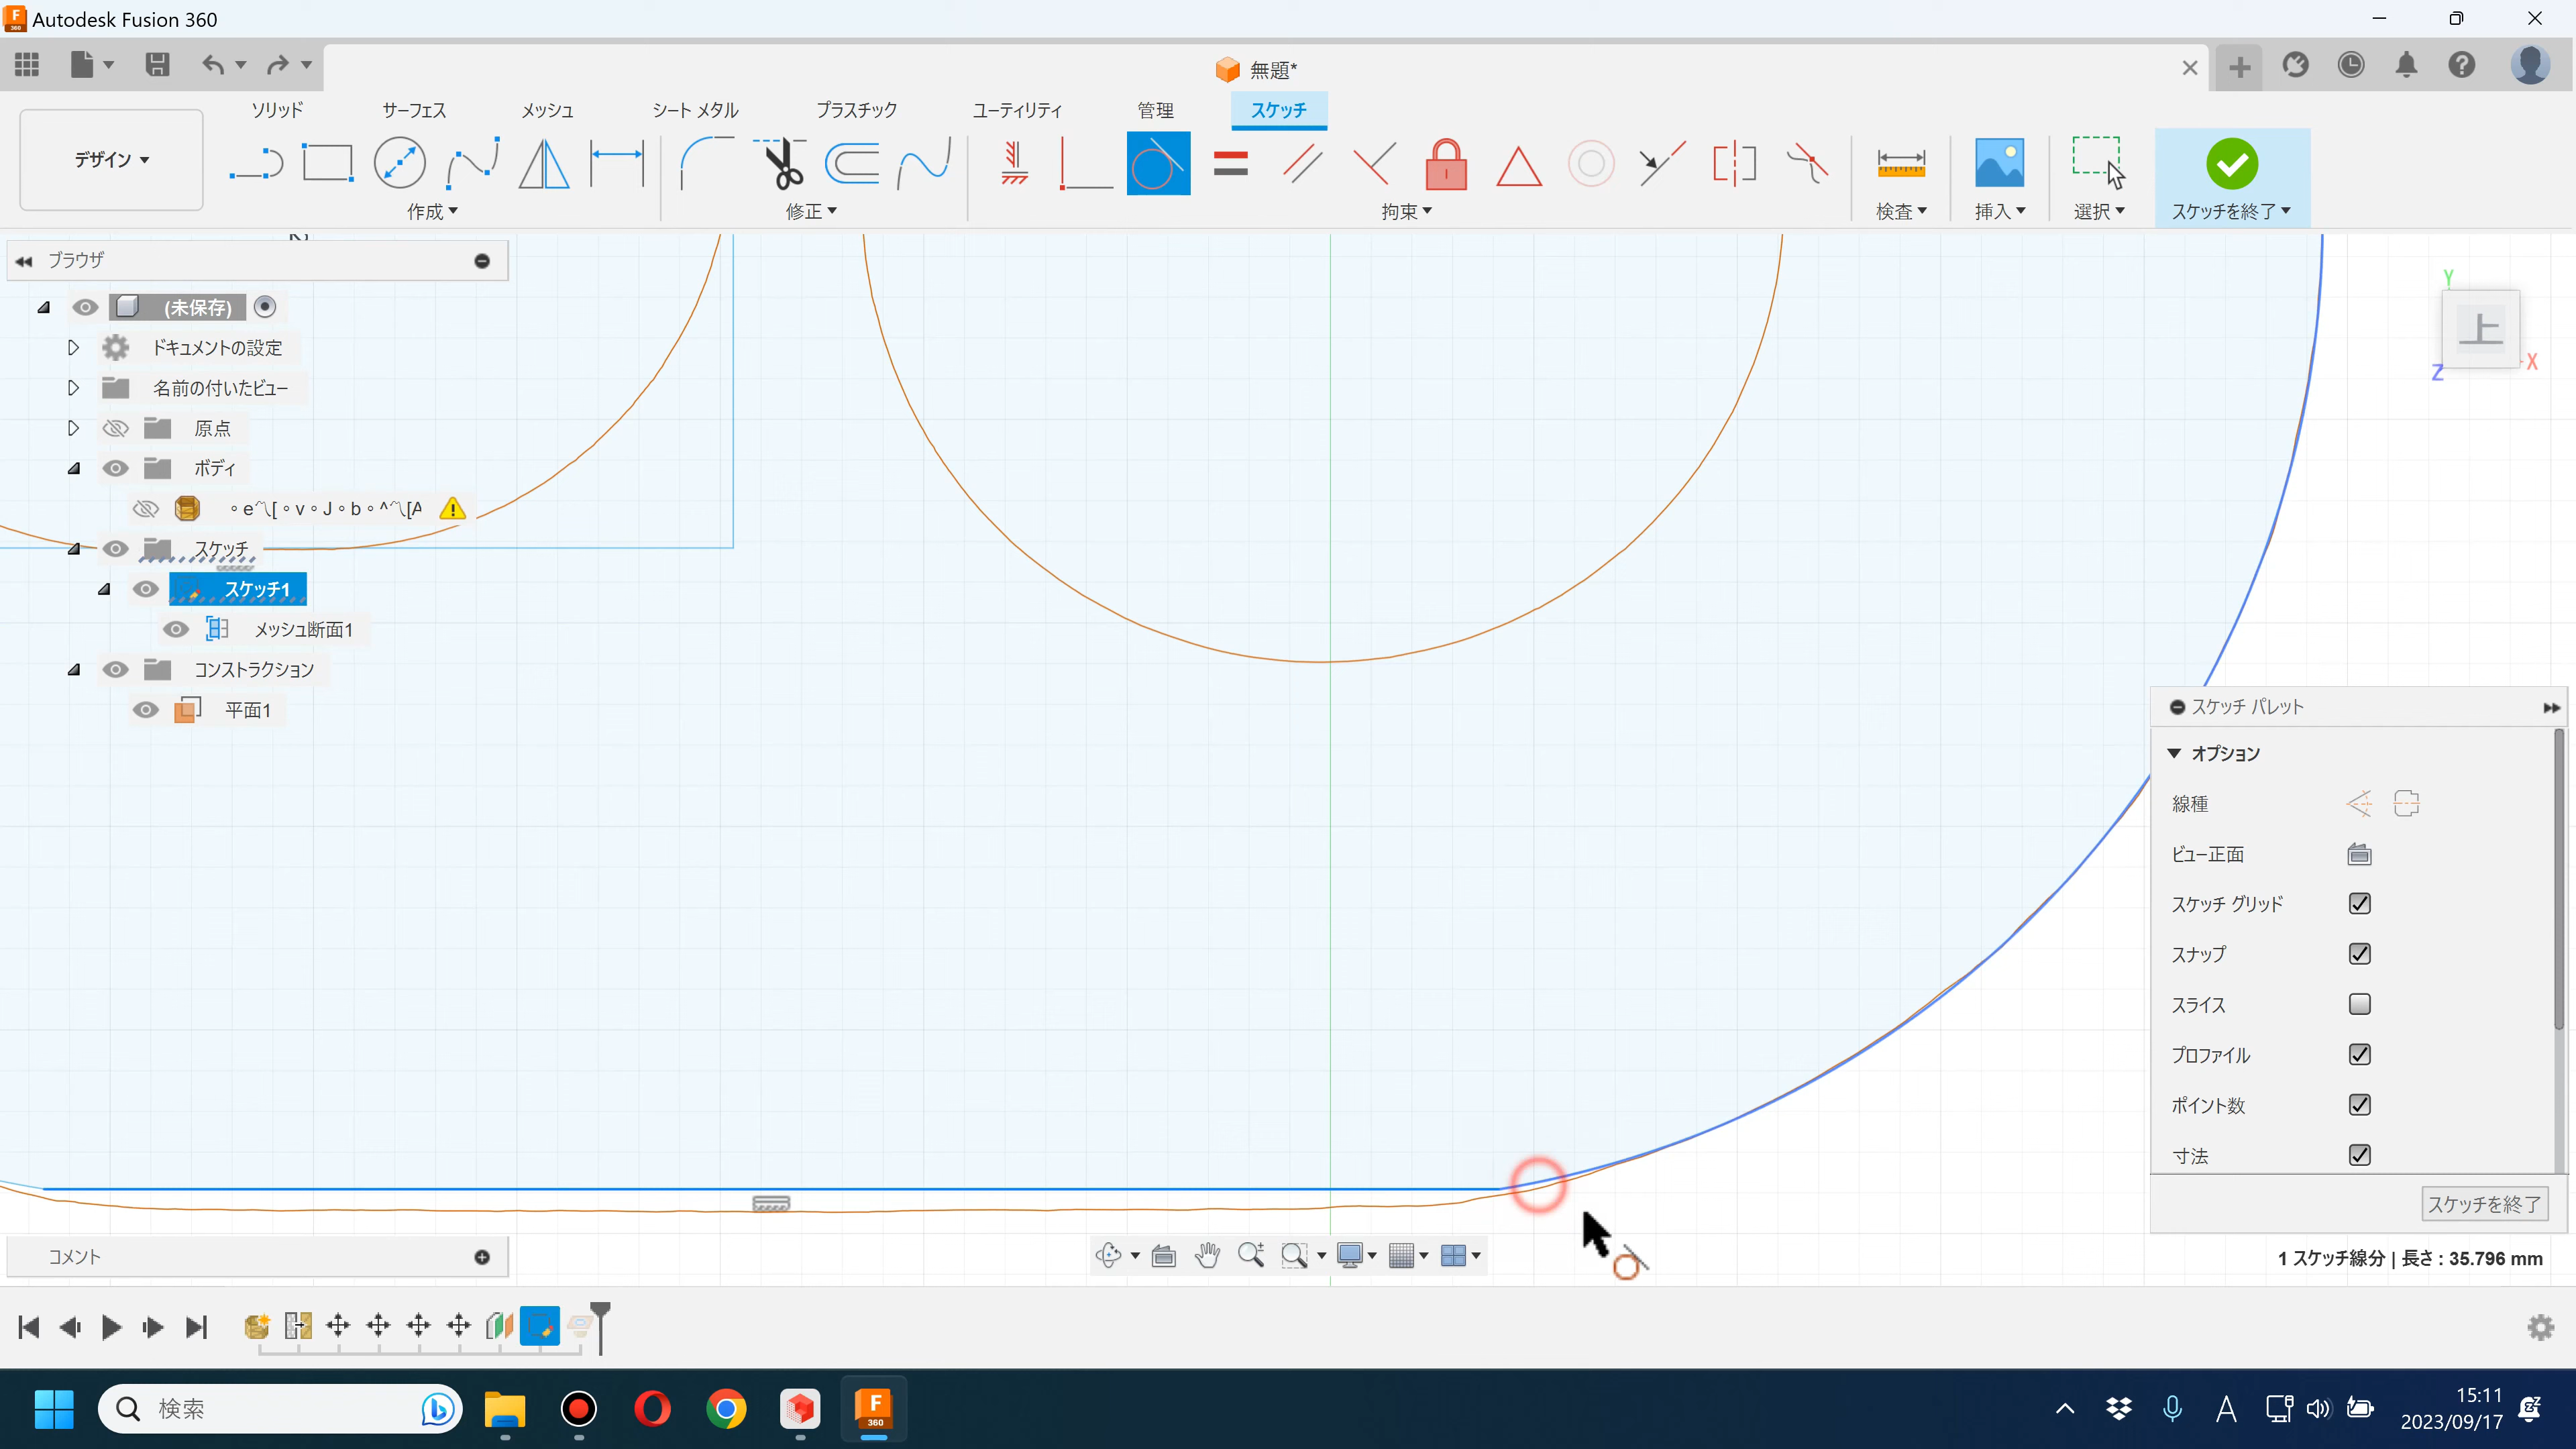 Autodesk Fusion 360
無題*
ソリッド サーフェス メッシュ シート メタル プラスチック ユーティリティ 管理 スケッチ
デザイン
作成 修正 拘束 検査 挿入 選択 スケッチを終了
ブラウザ
(未保存)
ドキュメントの設定
名前の付いたビュー
原点
ボディ
スケッチ
スケッチ1
メッシュ断面1
コンストラクション
平面1
Y
上
X
Z
スケッチ パレット
オプション
線種
ビュー正面
スケッチ グリッド
スナップ
スライス
プロファイル
ポイント数
寸法
スケッチを終了
コメント
1 スケッチ線分 | 長さ : 35.796 mm
検索
F
360
A
15:11
2023/09/17